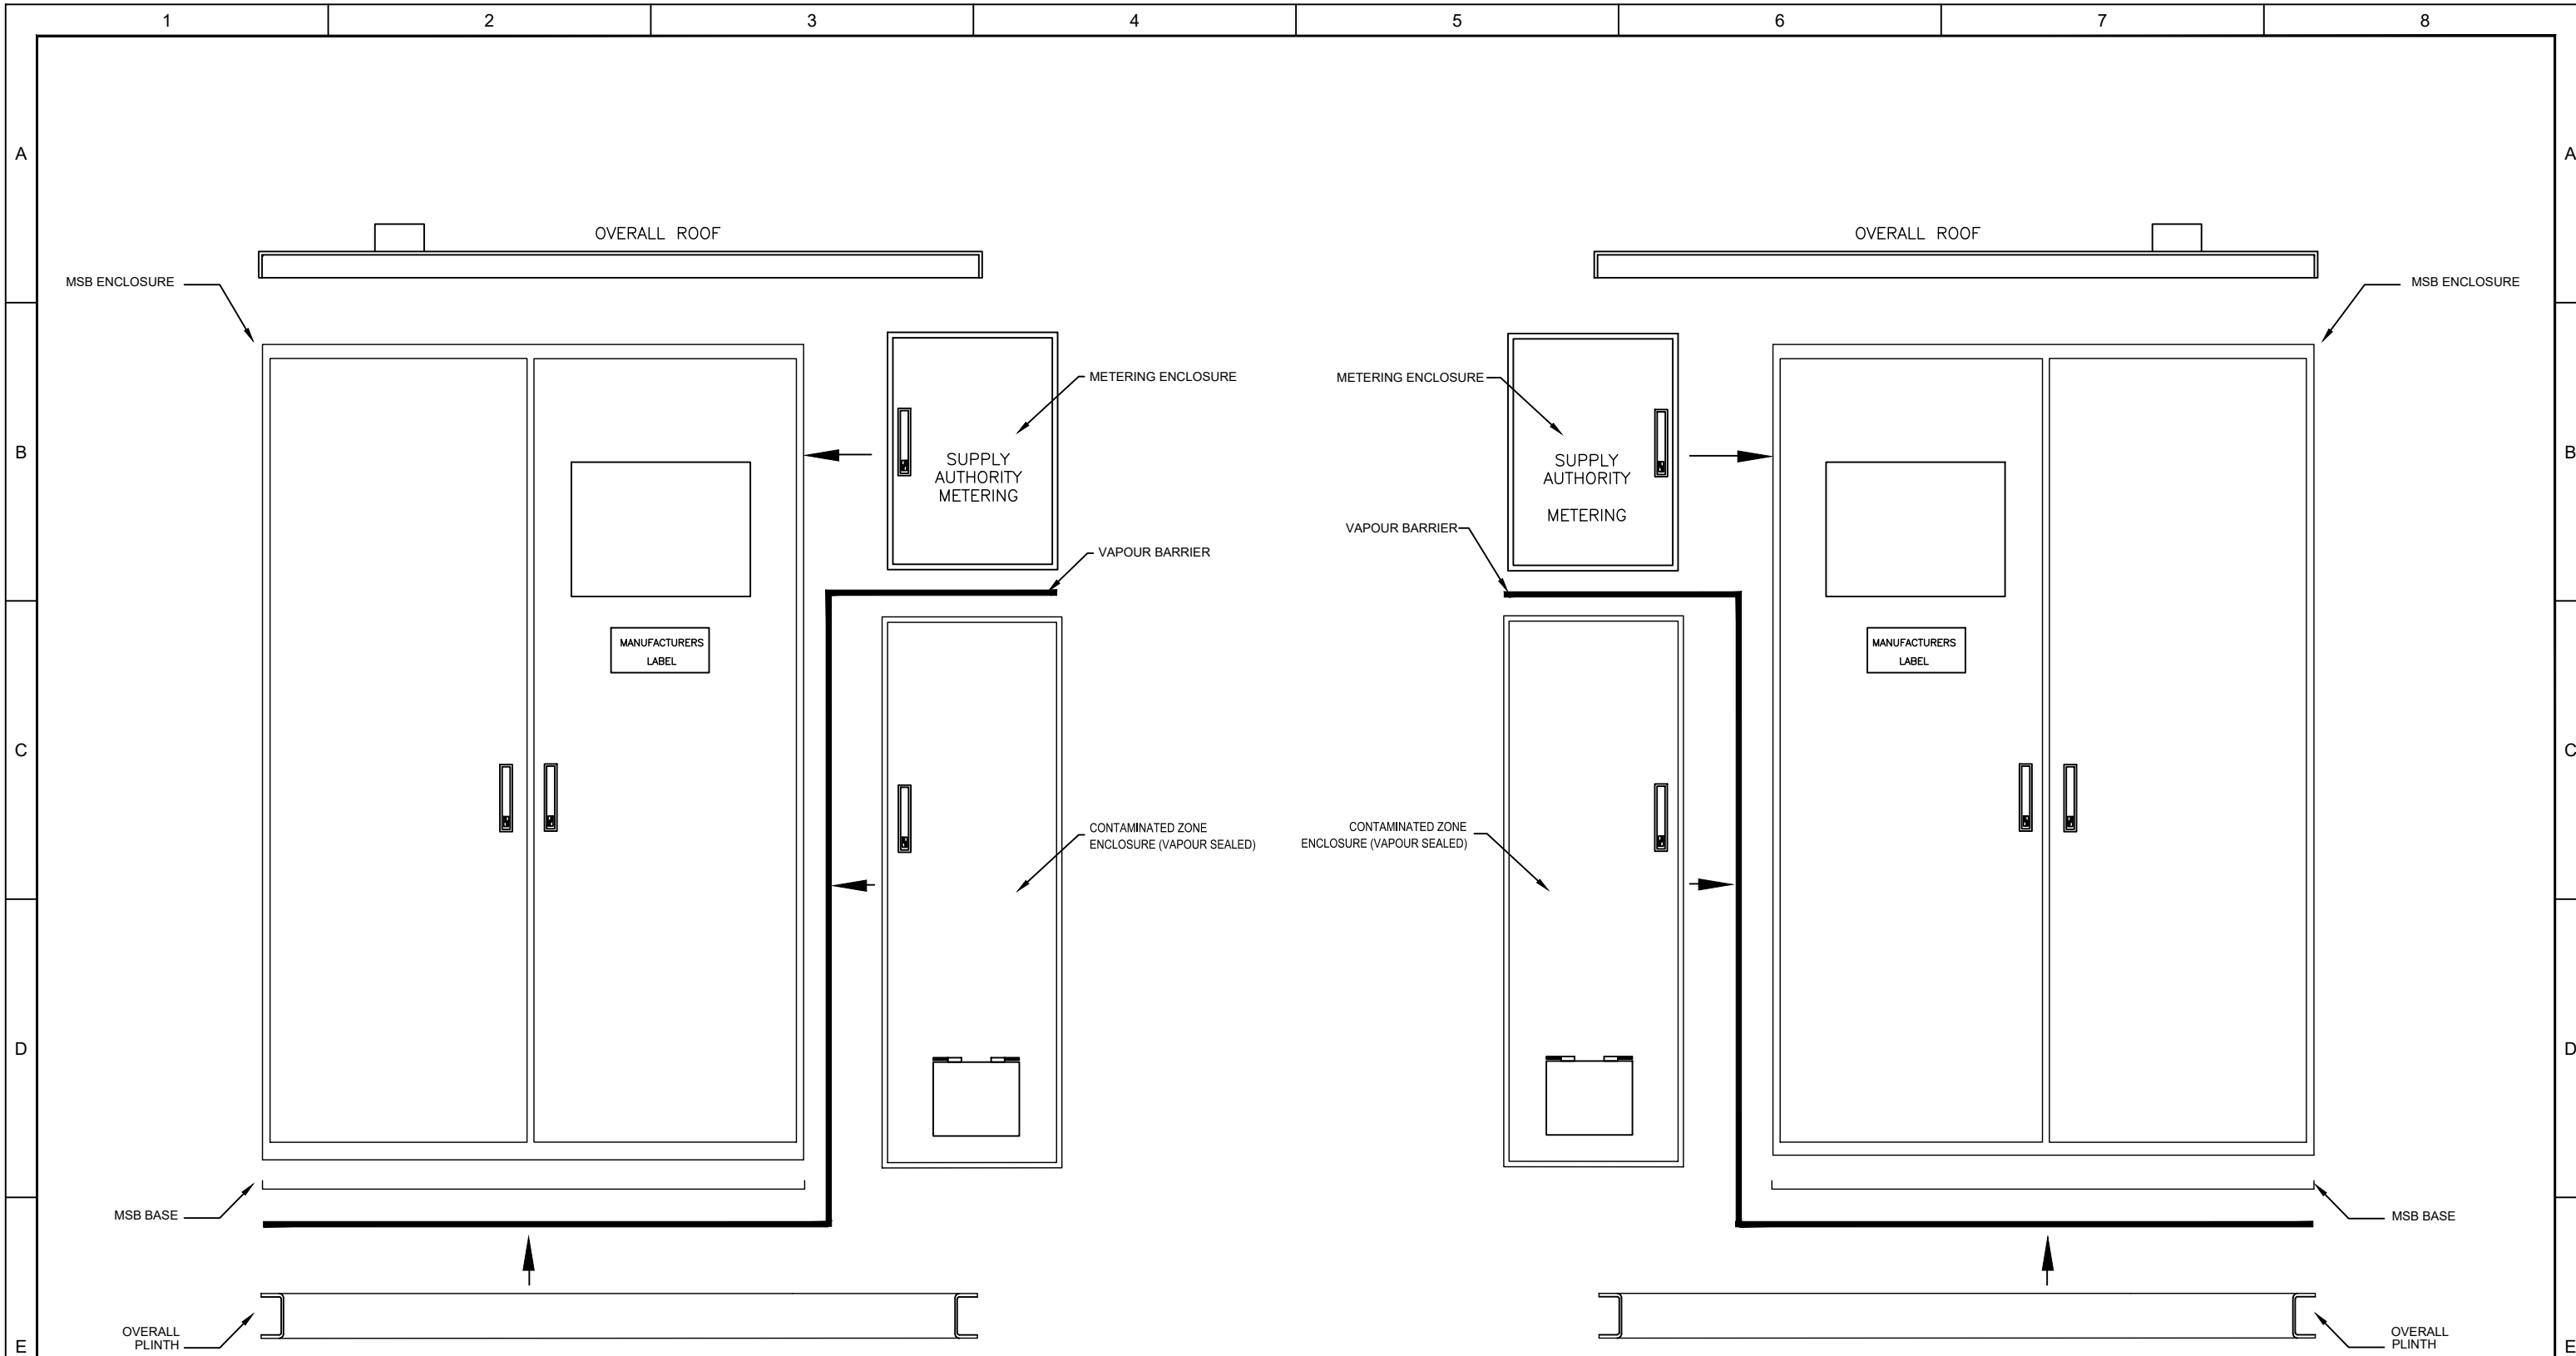 1 2 3 4 5 6 7 8
A A
OVERALL ROOF
OVERALL ROOF
MSB ENCLOSURE
MSB ENCLOSURE
METERING ENCLOSURE
METERING ENCLOSURE
B B
SUPPLY
AUTHORITY
METERING
SUPPLY
AUTHORITY
METERING
VAPOUR BARRIER
VAPOUR BARRIER
MANUFACTURERS
LABEL
MANUFACTURERS
LABEL
C C
CONTAMINATED ZONE
ENCLOSURE (VAPOUR SEALED)
CONTAMINATED ZONE
ENCLOSURE (VAPOUR SEALED)
D D
MSB BASE
MSB BASE
OVERALL
PLINTH
OVERALL
PLINTH
E E